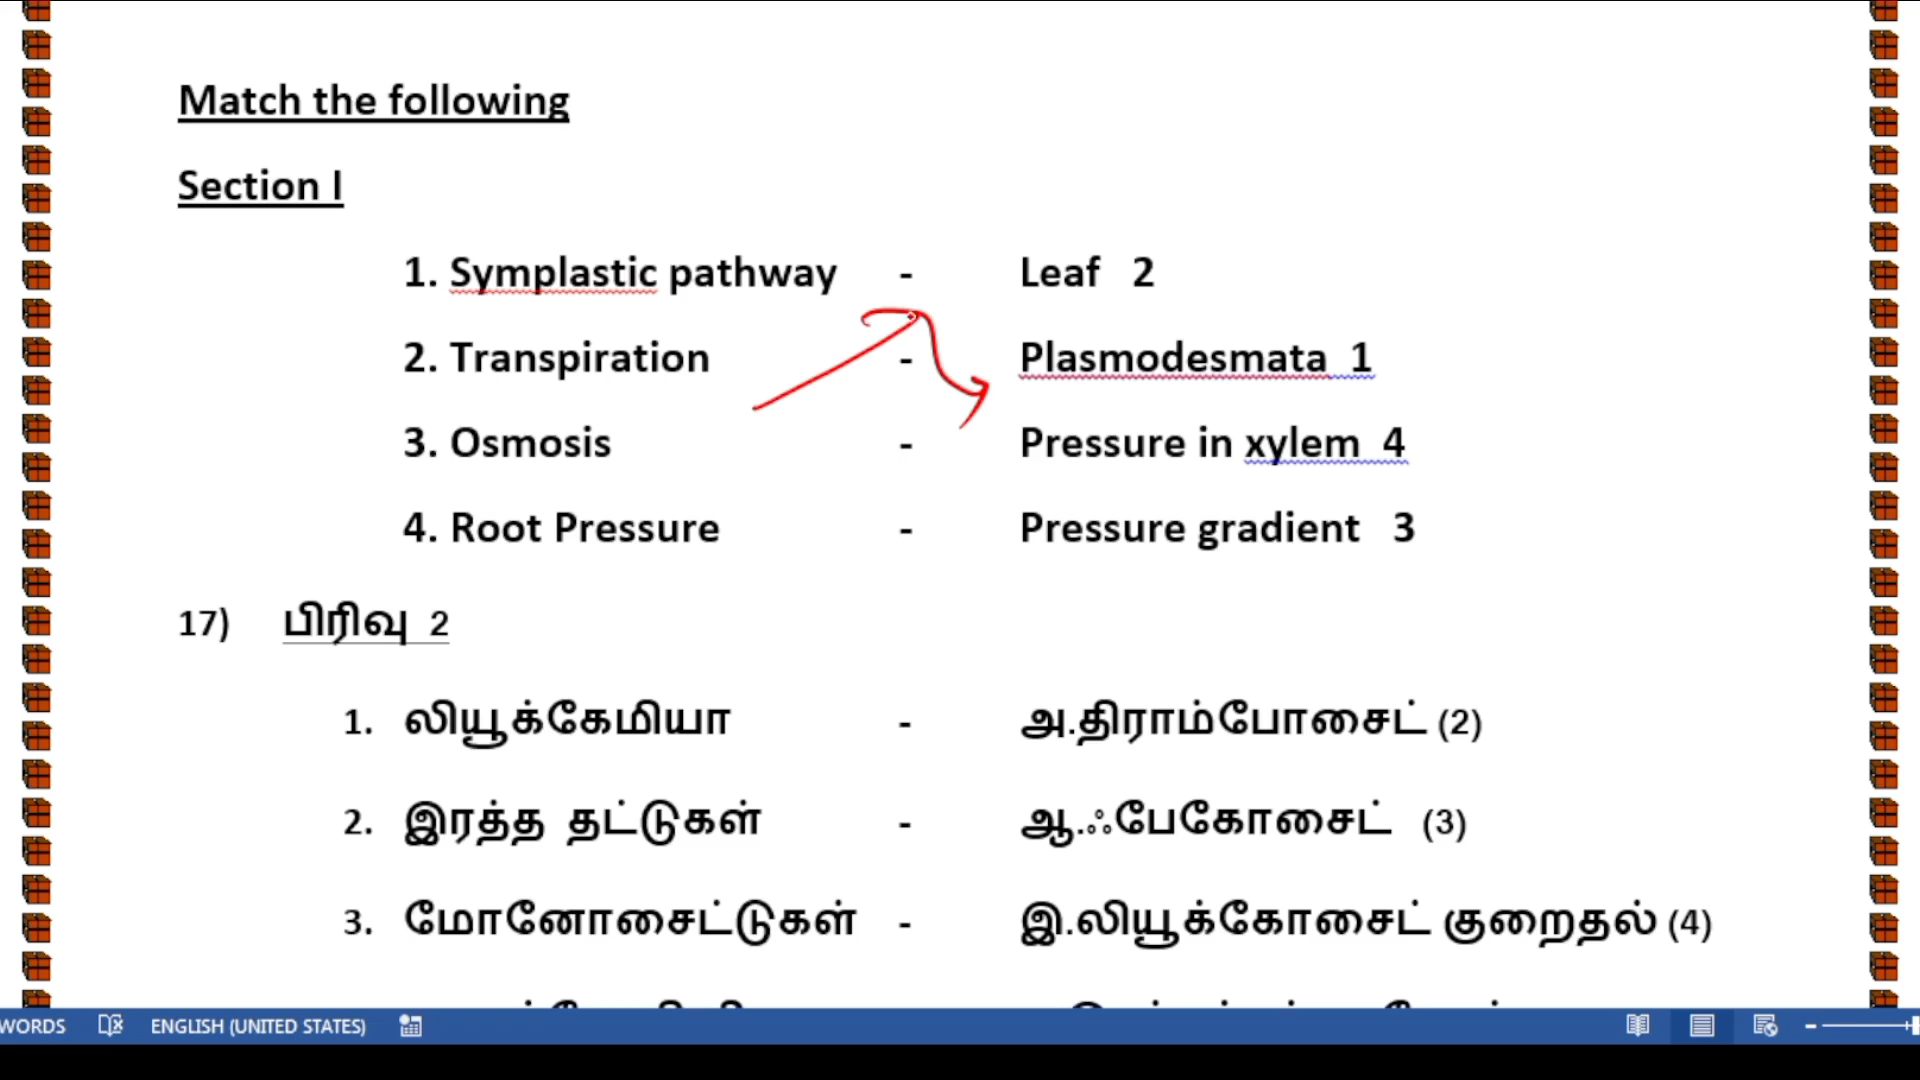 Match the following
Section I
1. Symplastic pathway - Leaf 2
2. Transpiration - Plasmodesmata 1
3. Osmosis - Pressure in xylem 4
4. Root Pressure - Pressure gradient 3
17) பிரிவு 2
1. லியூக்கேமியா - அ.திராம்போசைட் (2)
2. இரத்த தட்டுகள் - ஆ.ஃபேகோசைட் (3)
3. மோனோசைட்டுகள் - இ.லியூக்கோசைட் குறைதல் (4)
WORDS ENGLISH (UNITED STATES)